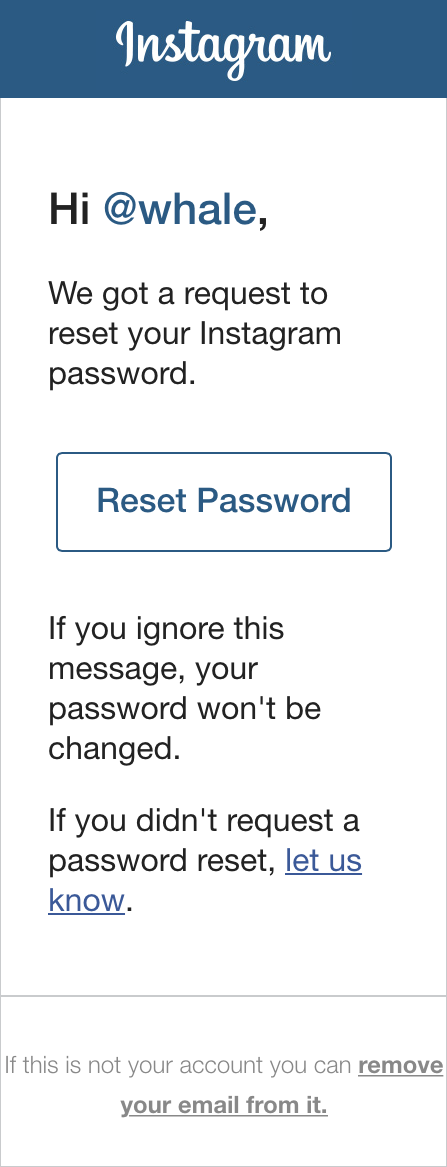 Instagram
Hi @whale,
We got a request to
reset your Instagram
password.
Reset Password
If you ignore this
message, your
password won't be
changed.
If you didn't request a
password reset, let us
know.
If this is not your account you can remove
your email from it.